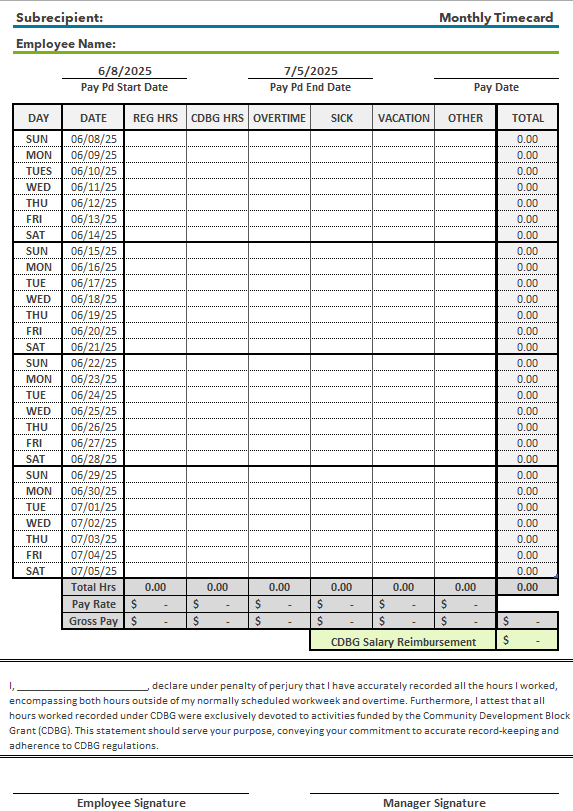 Subrecipient: Monthly Timecard
Employee Name:
6/8/2025 7/5/2025
Pay Pd Start Date Pay Pd End Date Pay Date
DAY DATE REG HRS CDBG HRS OVERTIME SICK VACATION OTHER TOTAL
SUN 06/08/25 0.00
MON 06/09/25 0.00
TUES 06/10/25 0.00
WED 06/11/25 0.00
THU 06/12/25 0.00
FRI 06/13/25 0.00
SAT 06/14/25 0.00
SUN 06/15/25 0.00
MON 06/16/25 0.00
TUE 06/17/25 0.00
WED 06/18/25 0.00
THU 06/19/25 0.00
FRI 06/20/25 0.00
SAT 06/21/25 0.00
SUN 06/22/25 0.00
MON 06/23/25 0.00
TUE 06/24/25 0.00
WED 06/25/25 0.00
THU 06/26/25 0.00
FRI 06/27/25 0.00
SAT 06/28/25 0.00
SUN 06/29/25 0.00
MON 06/30/25 0.00
TUE 07/01/25 0.00
WED 07/02/25 0.00
THU 07/03/25 0.00
FRI 07/04/25 0.00
SAT 07/05/25 0.00
Total Hrs 0.00 0.00 0.00 0.00 0.00 0.00 0.00
Pay Rate $ - $ - $ - $ - $ - $ -
Gross Pay $ - $ - $ - $ - $ - $ - $ -
CDBG Salary Reimbursement $ -
I, ______________________, declare under penalty of perjury that I have accurately recorded all the hours I worked,
encompassing both hours outside of my normally scheduled workweek and overtime. Furthermore, I attest that all
hours worked recorded under CDBG were exclusively devoted to activities funded by the Community Development Block
Grant (CDBG). This statement should serve your purpose, conveying your commitment to accurate record-keeping and
adherence to CDBG regulations.
Employee Signature Manager Signature